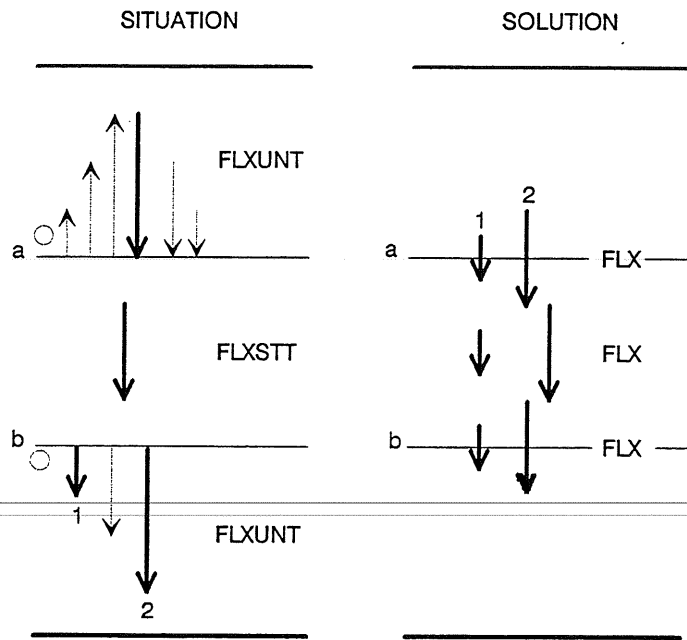 SITUATION
SOLUTION
FLXUNT
1 2
a
a FLX
FLXSTT
FLX
b
b FLX
1
FLXUNT
2